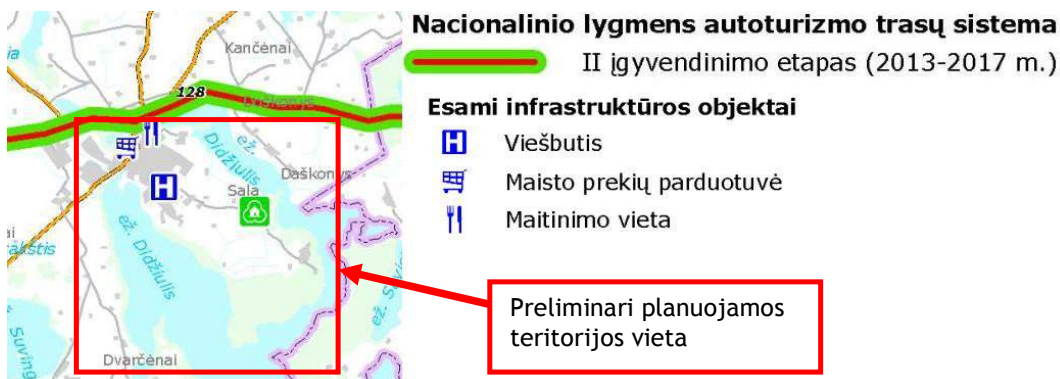 Nacionalinio lygmens autoturizmo trasų sistema
II įgyvendinimo etapas (2013-2017 m.)
Esami infrastruktūros objektai
H Viešbutis
Maisto prekių parduotuvė
Maitinimo vieta
Preliminari planuojamos
teritorijos vieta
Kančėnai
128
Daškonys
ež.
Didžiulis
Daškonys
H
Sala
ež. Didžiulis
Dvarčėnai